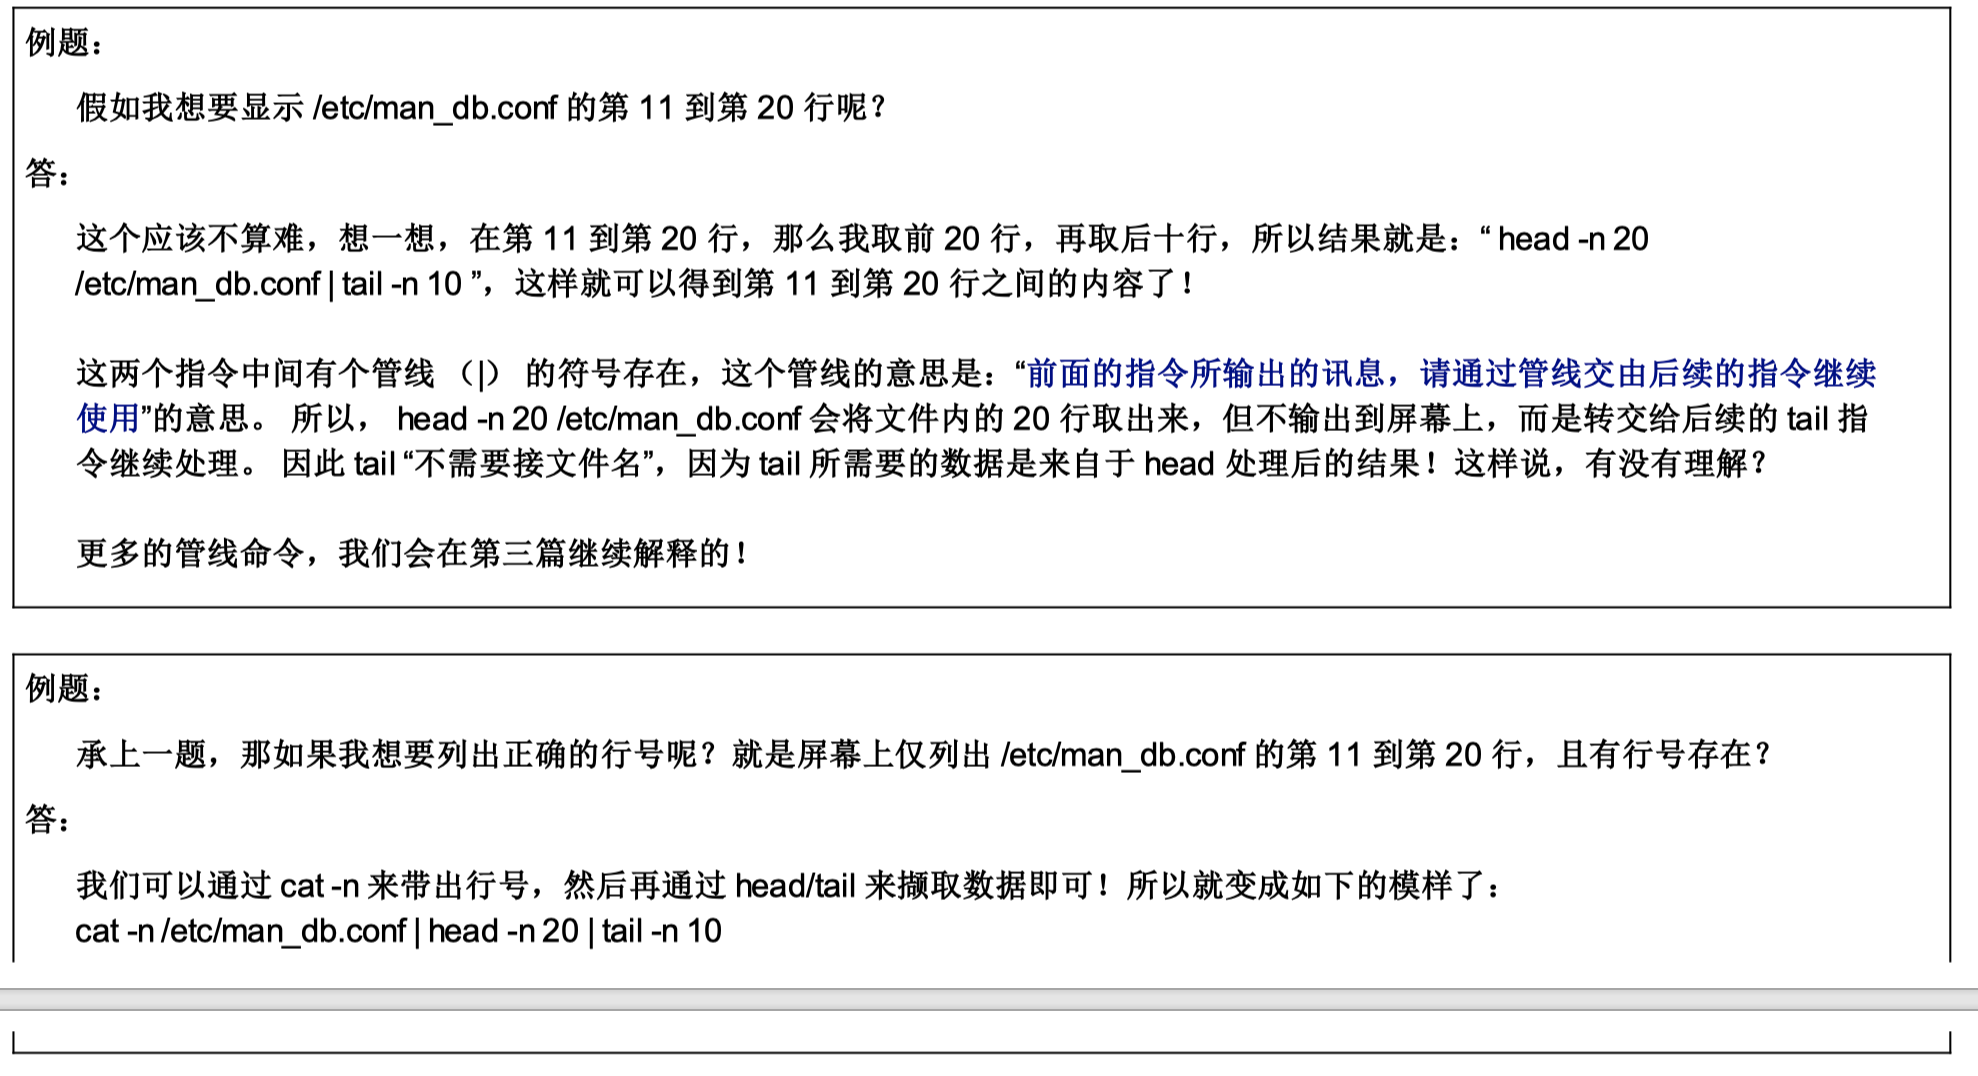 例题：
假如我想要显示 /etc/man_db.conf 的第 11 到第 20 行呢？
答：
这个应该不算难，想一想，在第 11 到第 20 行，那么我取前 20 行，再取后十行，所以结果就是：“ head -n 20
/etc/man_db.conf | tail -n 10 ”，这样就可以得到第 11 到第 20 行之间的内容了！
这两个指令中间有个管线 （|） 的符号存在，这个管线的意思是：“前面的指令所输出的讯息，请通过管线交由后续的指令继续
使用”的意思。 所以， head -n 20 /etc/man_db.conf 会将文件内的 20 行取出来，但不输出到屏幕上，而是转交给后续的 tail 指
令继续处理。 因此 tail “不需要接文件名”，因为 tail 所需要的数据是来自于 head 处理后的结果！这样说，有没有理解？
更多的管线命令，我们会在第三篇继续解释的！
例题：
承上一题，那如果我想要列出正确的行号呢？就是屏幕上仅列出 /etc/man_db.conf 的第 11 到第 20 行，且有行号存在？
答：
我们可以通过 cat -n 来带出行号，然后再通过 head/tail 来撷取数据即可！所以就变成如下的模样了：
cat -n /etc/man_db.conf | head -n 20 | tail -n 10